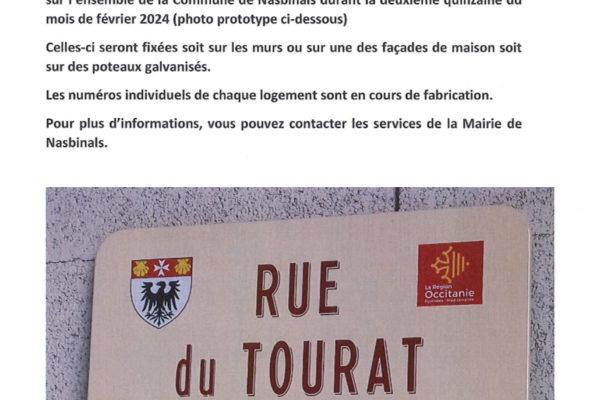 sur l'ensemble de la Commune de Nasbinals durant la deuxième quinzaine du
mois de février 2024 (photo prototype ci-dessous)
Celles-ci seront fixées soit sur les murs ou sur une des façades de maison soit
sur des poteaux galvanisés.
Les numéros individuels de chaque logement sont en cours de fabrication.
Pour plus d'informations, vous pouvez contacter les services de la Mairie de
Nasbinals.
RUE
du TOURAT
La Région
Occitanie
Pyrénées - Méditerranée